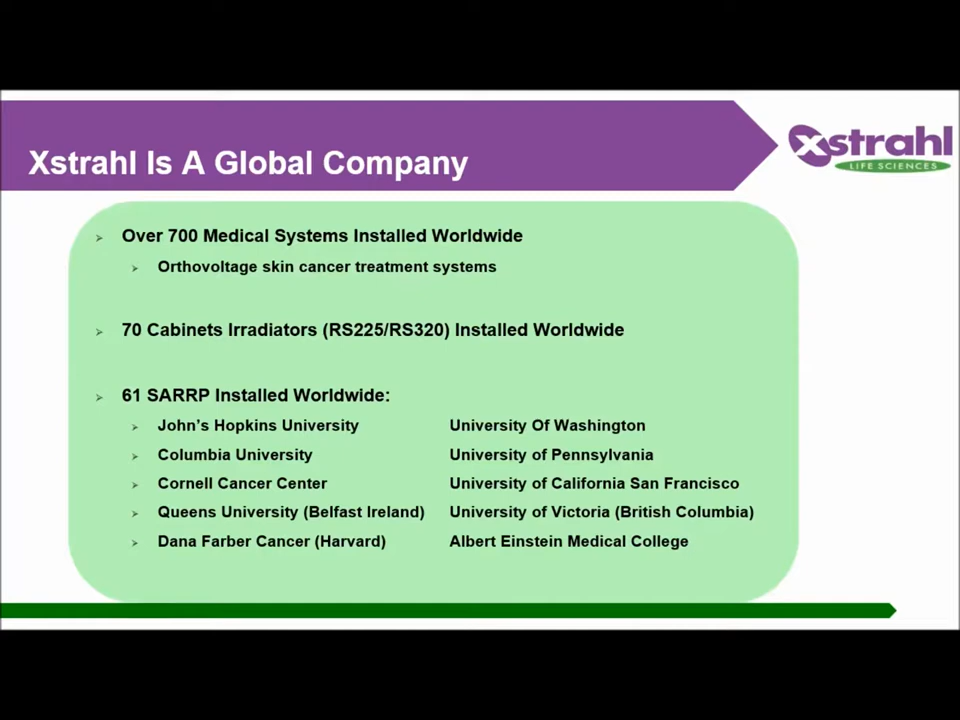 Xstrahl Is A Global Company
xstrahl
LIFE SCIENCES
Over 700 Medical Systems Installed Worldwide
Orthovoltage skin cancer treatment systems
70 Cabinets Irradiators (RS225/RS320) Installed Worldwide
61 SARRP Installed Worldwide:
John's Hopkins University University Of Washington
Columbia University University of Pennsylvania
Cornell Cancer Center University of California San Francisco
Queens University (Belfast Ireland) University of Victoria (British Columbia)
Dana Farber Cancer (Harvard) Albert Einstein Medical College